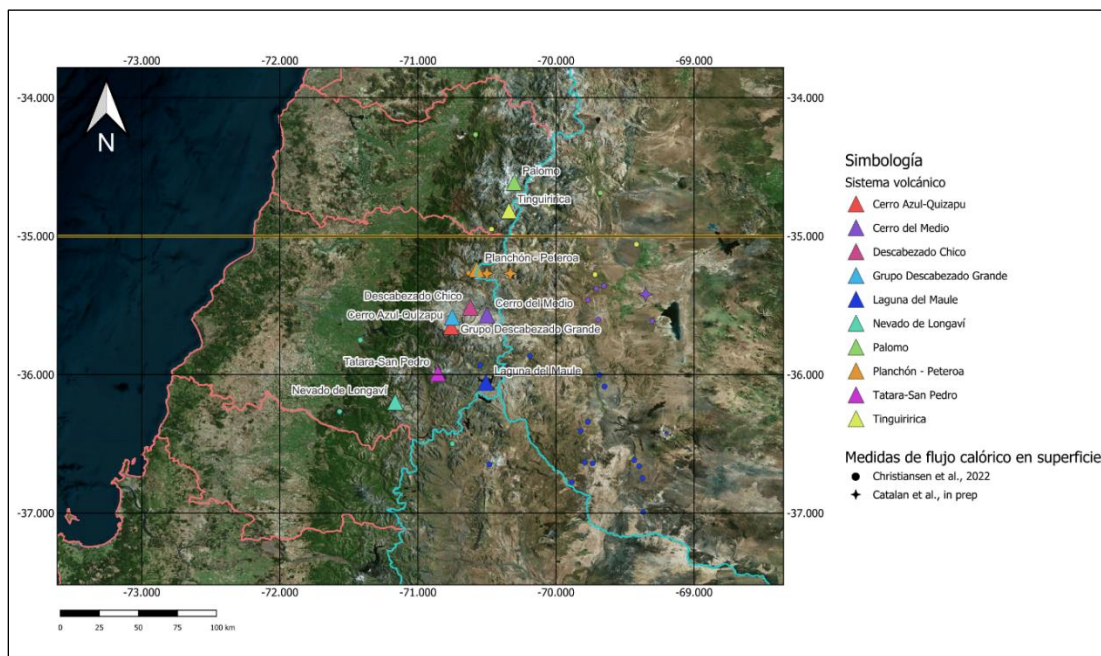 -73.000 -72.000 -71.000 -70.000 -69.000
-34.000 -34.000
N
Palomo
Tinguiririca
-35.000 -35.000
Planchón - Peteroa
Descabezado Chico
Cerro del Medio
Cerro Azul-Quizapu
Grupo Descabezado Grande
Tatara-San Pedro
Laguna del Maule
-36.000 -36.000
Nevado de Longaví
-37.000 -37.000
-73.000 -72.000 -71.000 -70.000 -69.000
0 25 50 75 100 km
Simbología
Sistema volcánico
Cerro Azul-Quizapu
Cerro del Medio
Descabezado Chico
Grupo Descabezado Grande
Laguna del Maule
Nevado de Longaví
Palomo
Planchón - Peteroa
Tatara-San Pedro
Tinguiririca
Medidas de flujo calórico en superficie
Christiansen et al., 2022
Catalan et al., in prep